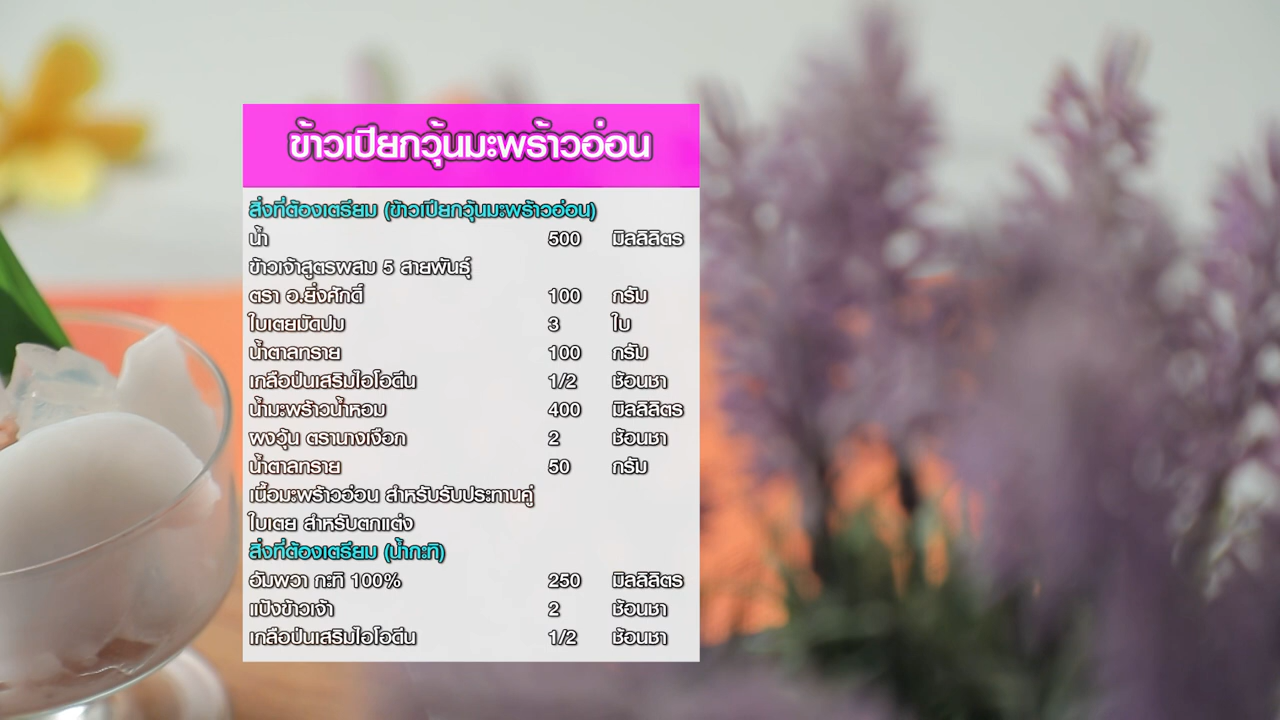 ข้าวเปียกวุ้นมะพร้าวอ่อน
สิ่งที่ต้องเตรียม (ข้าวเปียกวุ้นมะพร้าวอ่อน)
น้ำ 500 มิลลิลิตร
ข้าวเจ้าสูตรผสม 5 สายพันธุ์
ตรา อ.ยิ่งศักดิ์ 100 กรัม
ใบเตยมัดปม 3 ใบ
น้ำตาลทราย 100 กรัม
เกลือป่นเสริมไอโอดีน 1/2 ช้อนชา
น้ำมะพร้าวน้ำหอม 400 มิลลิลิตร
ผงวุ้น ตรานางเงือก 2 ช้อนชา
น้ำตาลทราย 50 กรัม
เนื้อมะพร้าวอ่อน สำหรับรับประทานคู่
ใบเตย สำหรับตกแต่ง
สิ่งที่ต้องเตรียม (น้ำกะทิ)
อัมพวา กะทิ 100% 250 มิลลิลิตร
แป้งข้าวเจ้า 2 ช้อนชา
เกลือป่นเสริมไอโอดีน 1/2 ช้อนชา